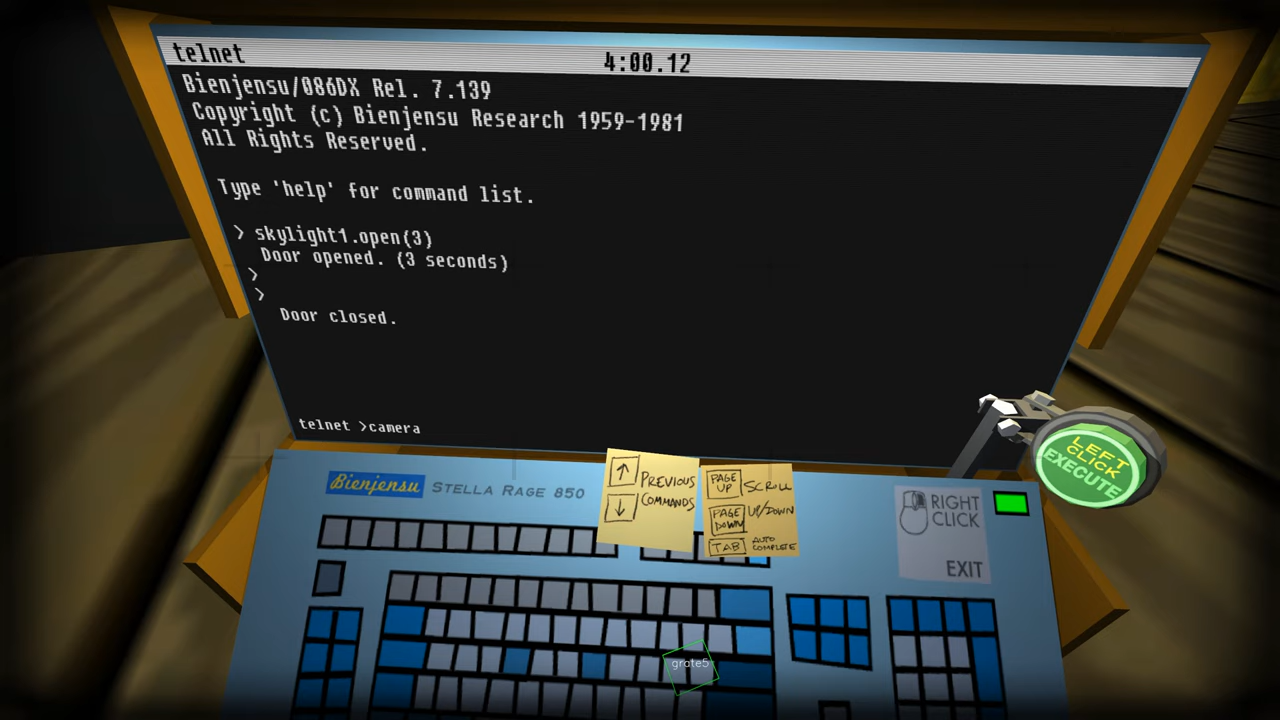 telnet
4:00.12
Bienjensu/086DX Rel. 7.139
Copyright (c) Bienjensu Research 1959-1981
All Rights Reserved.
Type 'help' for command list.
> skylight1.open(3)
Door opened. (3 seconds)
>
>
Door closed.
telnet >camera
Bienjensu STELLA RAGE 850
↑ PREVIOUS
↓ COMMANDS
PAGE UP SCROLL
PAGE DOWN UP/DOWN
TAB AUTO COMPLETE
RIGHT
CLICK
EXIT
LEFT
CLICK
EXECUTE
grate5